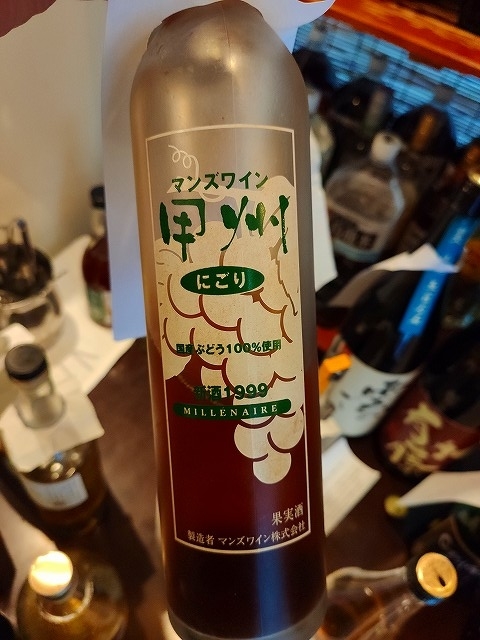 マンズワイン
甲州
にごり
国産ぶどう100%使用
新酒1999
MILLENAIRE
果実酒
製造者 マンズワイン株式会社